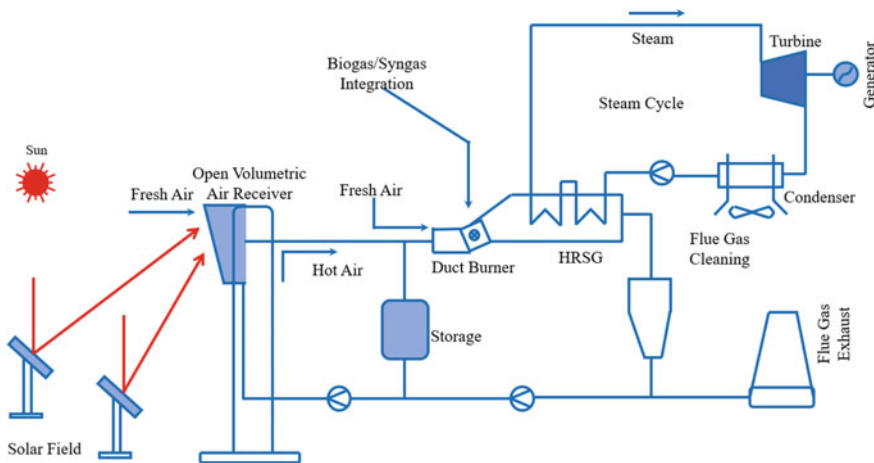 Steam
Turbine
Generator
Biogas/Syngas
Integration
Steam Cycle
Sun
Open Volumetric
Air Receiver
Fresh Air
Fresh Air
Condenser
Flue Gas
Cleaning
Hot Air
Duct Burner
HRSG
Storage
Flue Gas
Exhaust
Solar Field